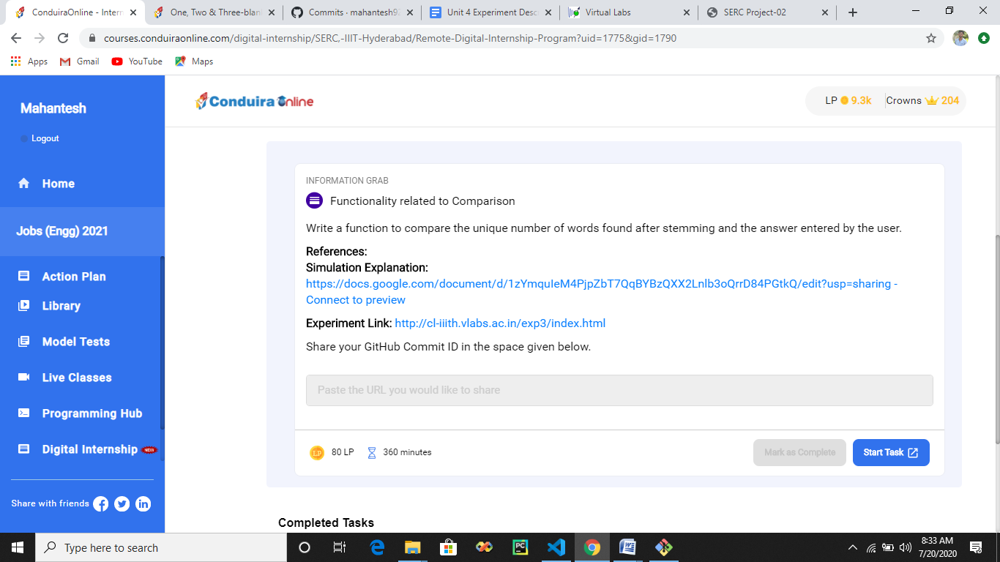 ConduiraOnline - Intern
One, Two & Three-blan
Commits · mahantesh92
Unit 4 Experiment Desc
Virtual Labs
SERC Project-02
courses.conduiraonline.com/digital-internship/SERC,-IIIT-Hyderabad/Remote-Digital-Internship-Program?uid=1775&gid=1790
Apps
Gmail
YouTube
Maps
Mahantesh
Logout
Home
Jobs (Engg) 2021
Action Plan
Library
Model Tests
Live Classes
Programming Hub
Digital Internship NEW
Share with friends
Conduira Online
LP 9.3k
Crowns 204
INFORMATION GRAB
Functionality related to Comparison
Write a function to compare the unique number of words found after stemming and the answer entered by the user.
References:
Simulation Explanation:
https://docs.google.com/document/d/1zYmquIeM4PjpZbT7QqBYBzQXX2Lnlb3oQrrD84PGtkQ/edit?usp=sharing -
Connect to preview
Experiment Link: http://cl-iiith.vlabs.ac.in/exp3/index.html
Share your GitHub Commit ID in the space given below.
Paste the URL you would like to share
LP
80 LP
360 minutes
Mark as Complete
Start Task
Completed Tasks
Type here to search
PC
8:33 AM
7/20/2020